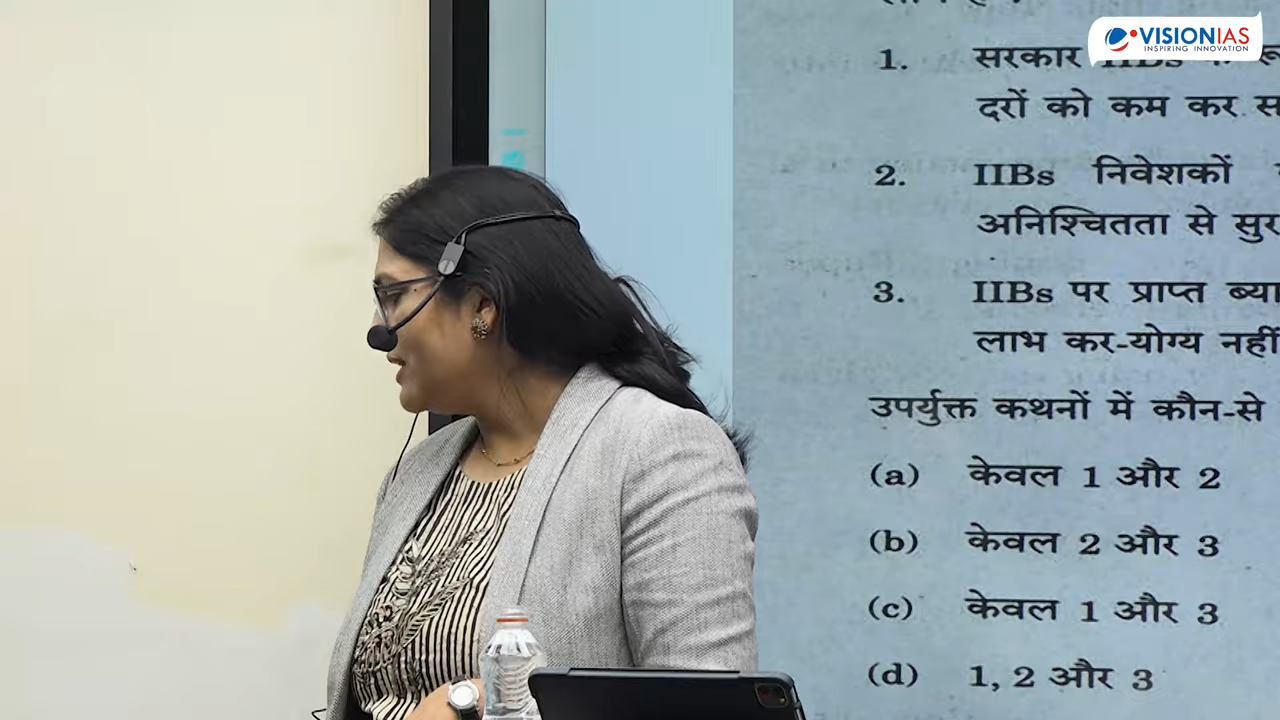 VISIONIAS
INSPIRING INNOVATION
1. सरकार IIBs
दरों को कम कर
2. IIBs निवेशकों
अनिश्चितता से
3. IIBs पर प्राप्त
लाभ कर-योग्य नहीं
उपर्युक्त कथनों में कौन-से
(a) केवल 1 और 2
(b) केवल 2 और 3
(c) केवल 1 और 3
(d) 1, 2 और 3